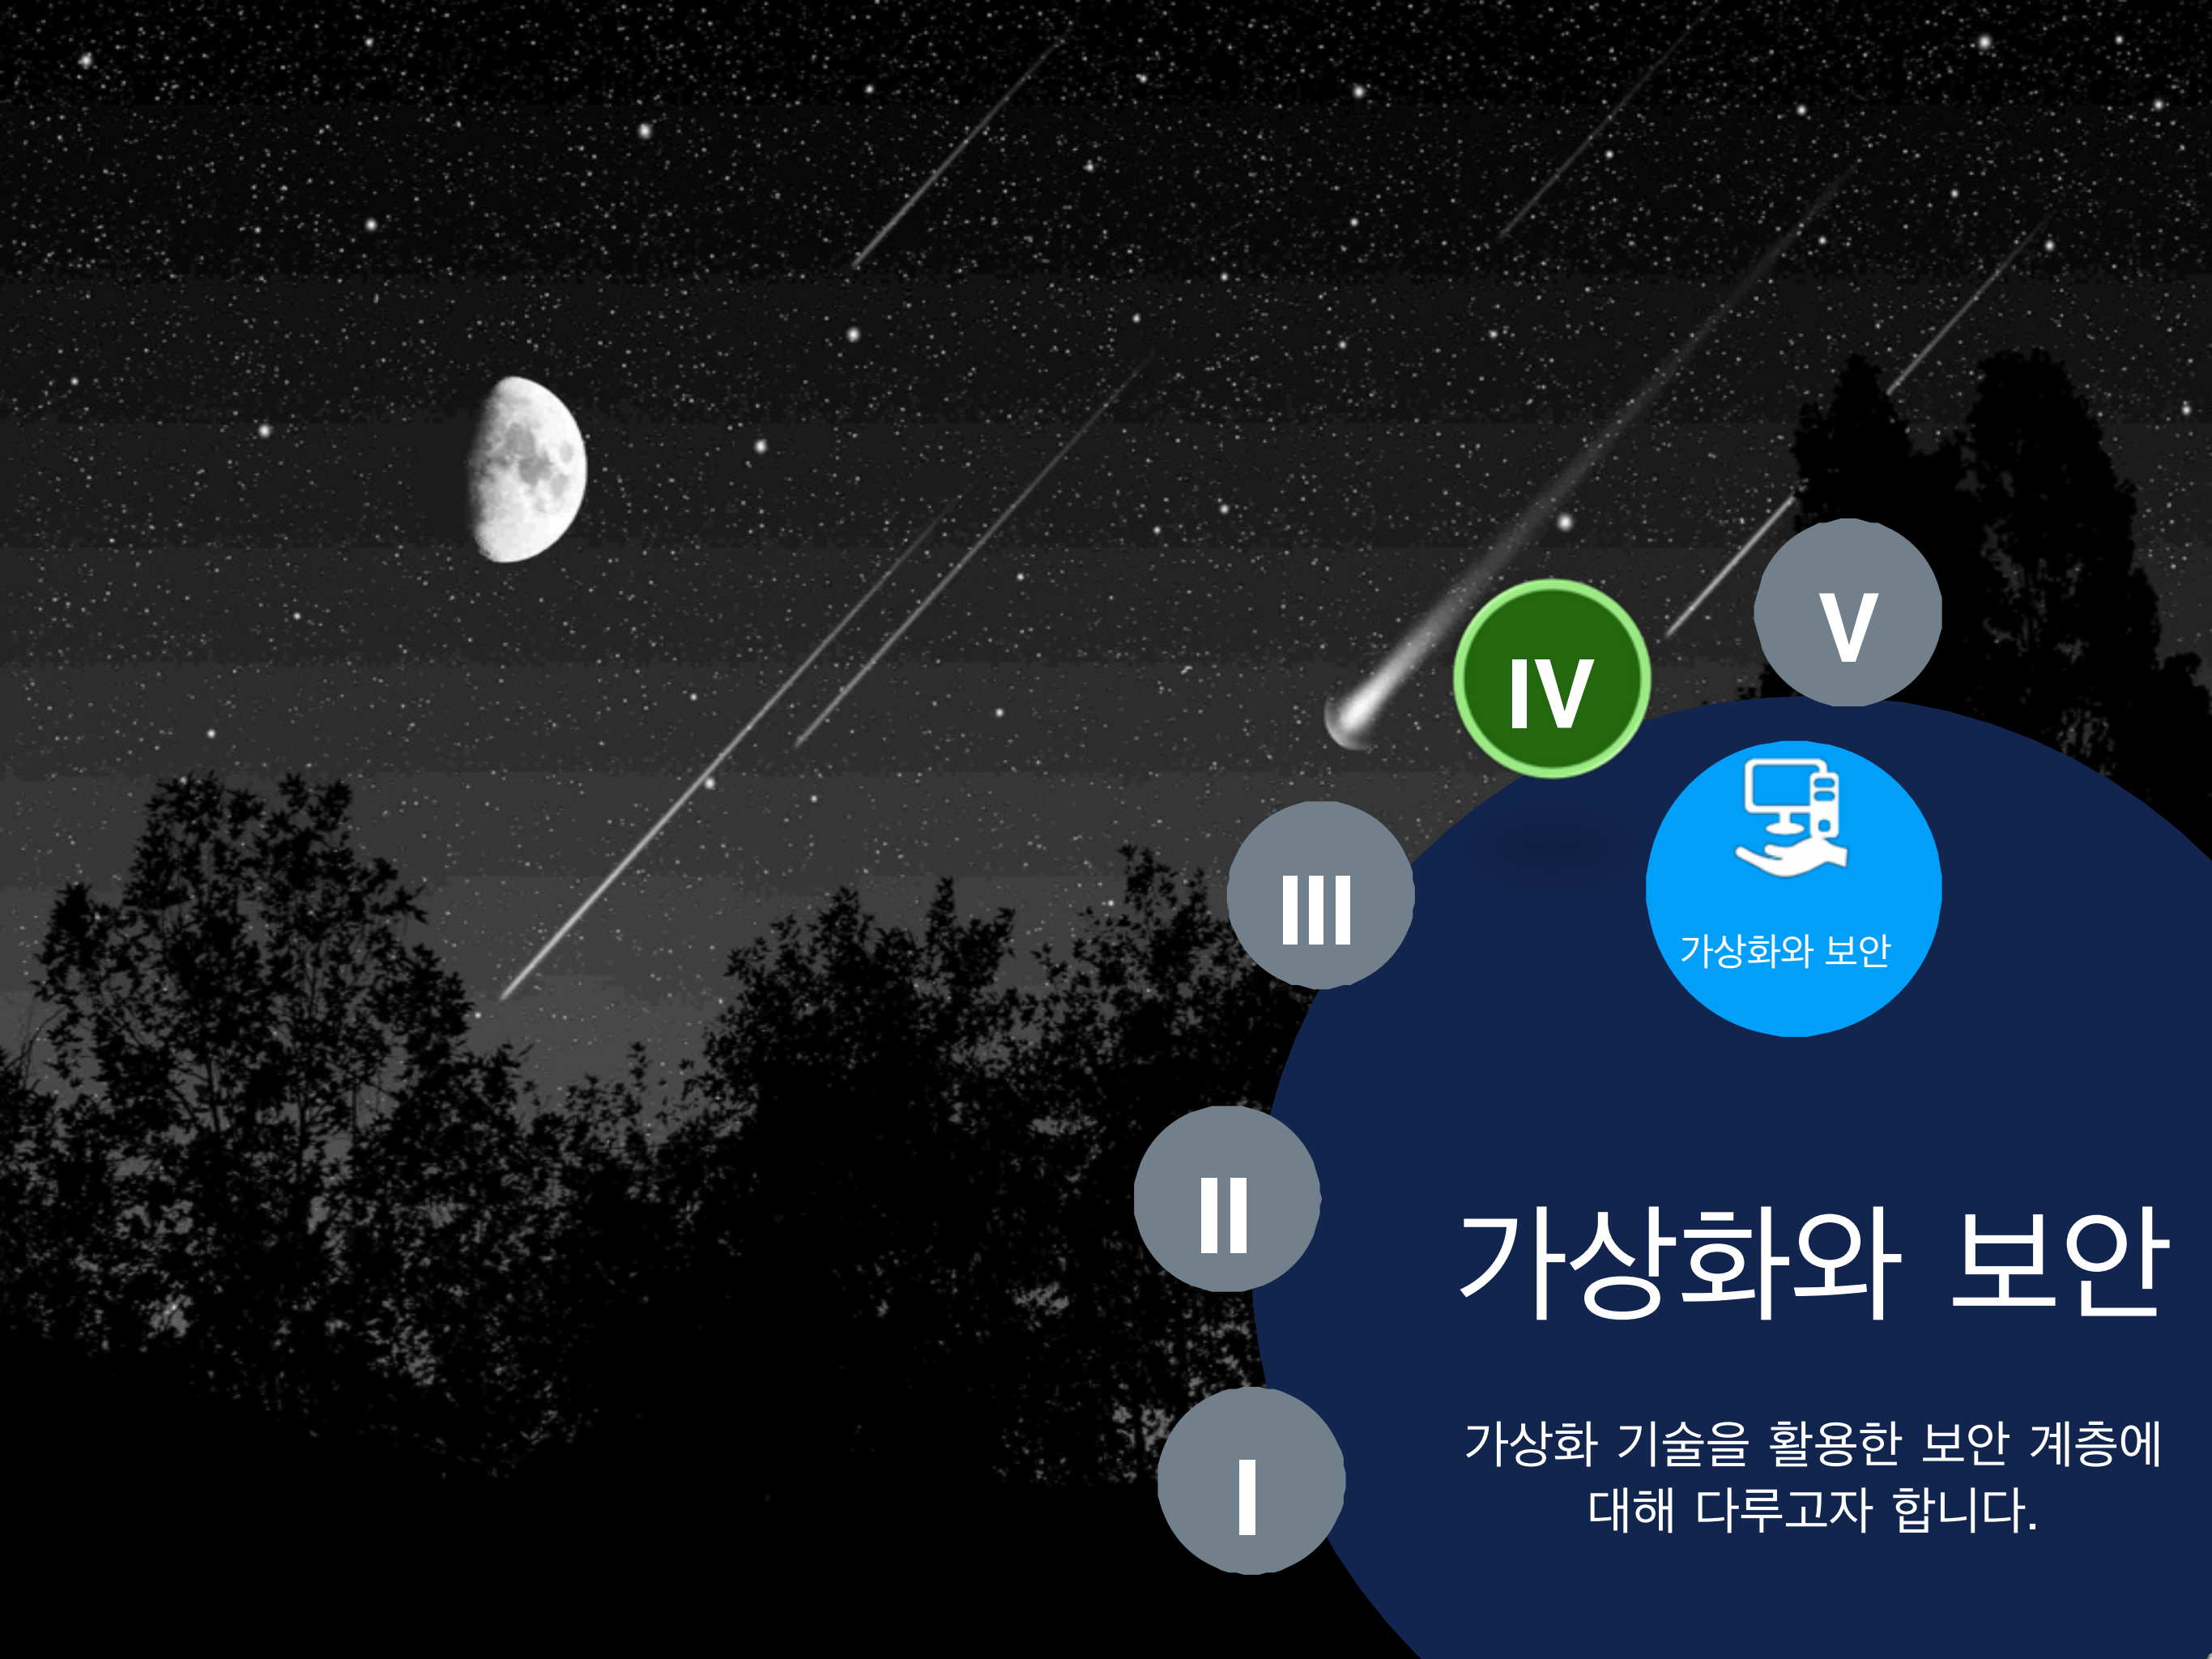 V
IV
III
II
I
가상화와 보안
가상화와 보안
가상화 기술을 활용한 보안 계층에
대해 다루고자 합니다.